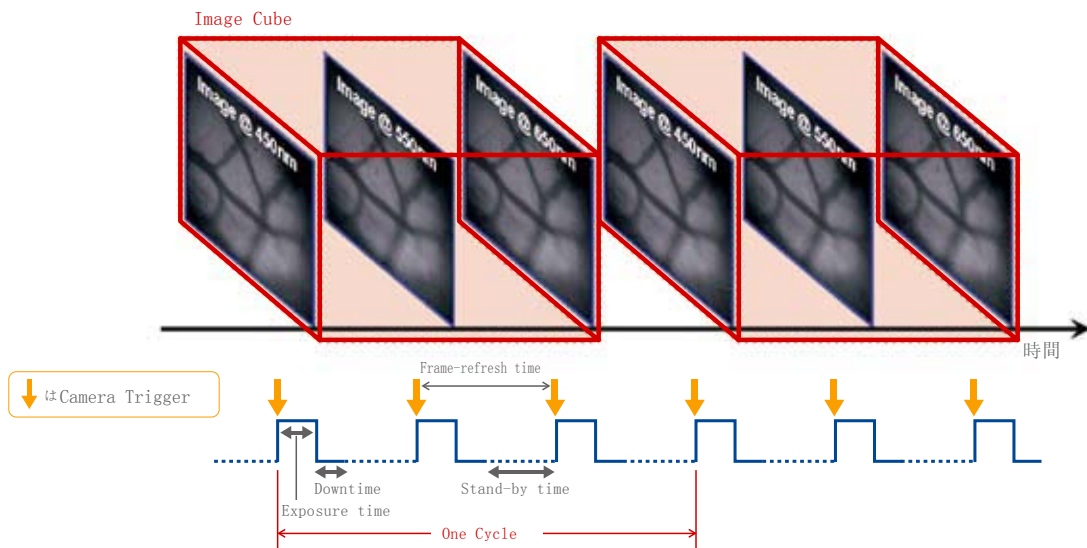 Image Cube
Image @ 450nm
Image @ 550nm
Image @ 650nm
Image @ 450nm
Image @ 550nm
Image @ 650nm
時間
Frame-refresh time
はCamera Trigger
Downtime
Stand-by time
Exposure time
One Cycle